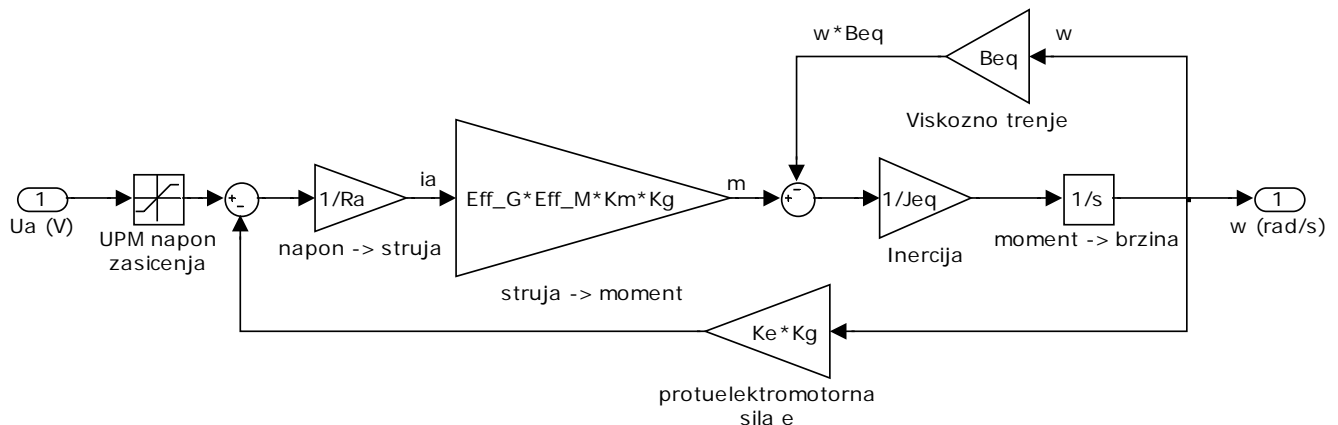 w*Beq
w
Beq
Viskozno trenje
1
Ua (V)
UPM napon
zasicenja
+
-
1/Ra
napon -> struja
ia
Eff_G*Eff_M*Km*Kg
struja -> moment
m
+
-
1/Jeq
Inercija
1/s
moment -> brzina
1
w (rad/s)
Ke*Kg
protuelektromotorna
sila e